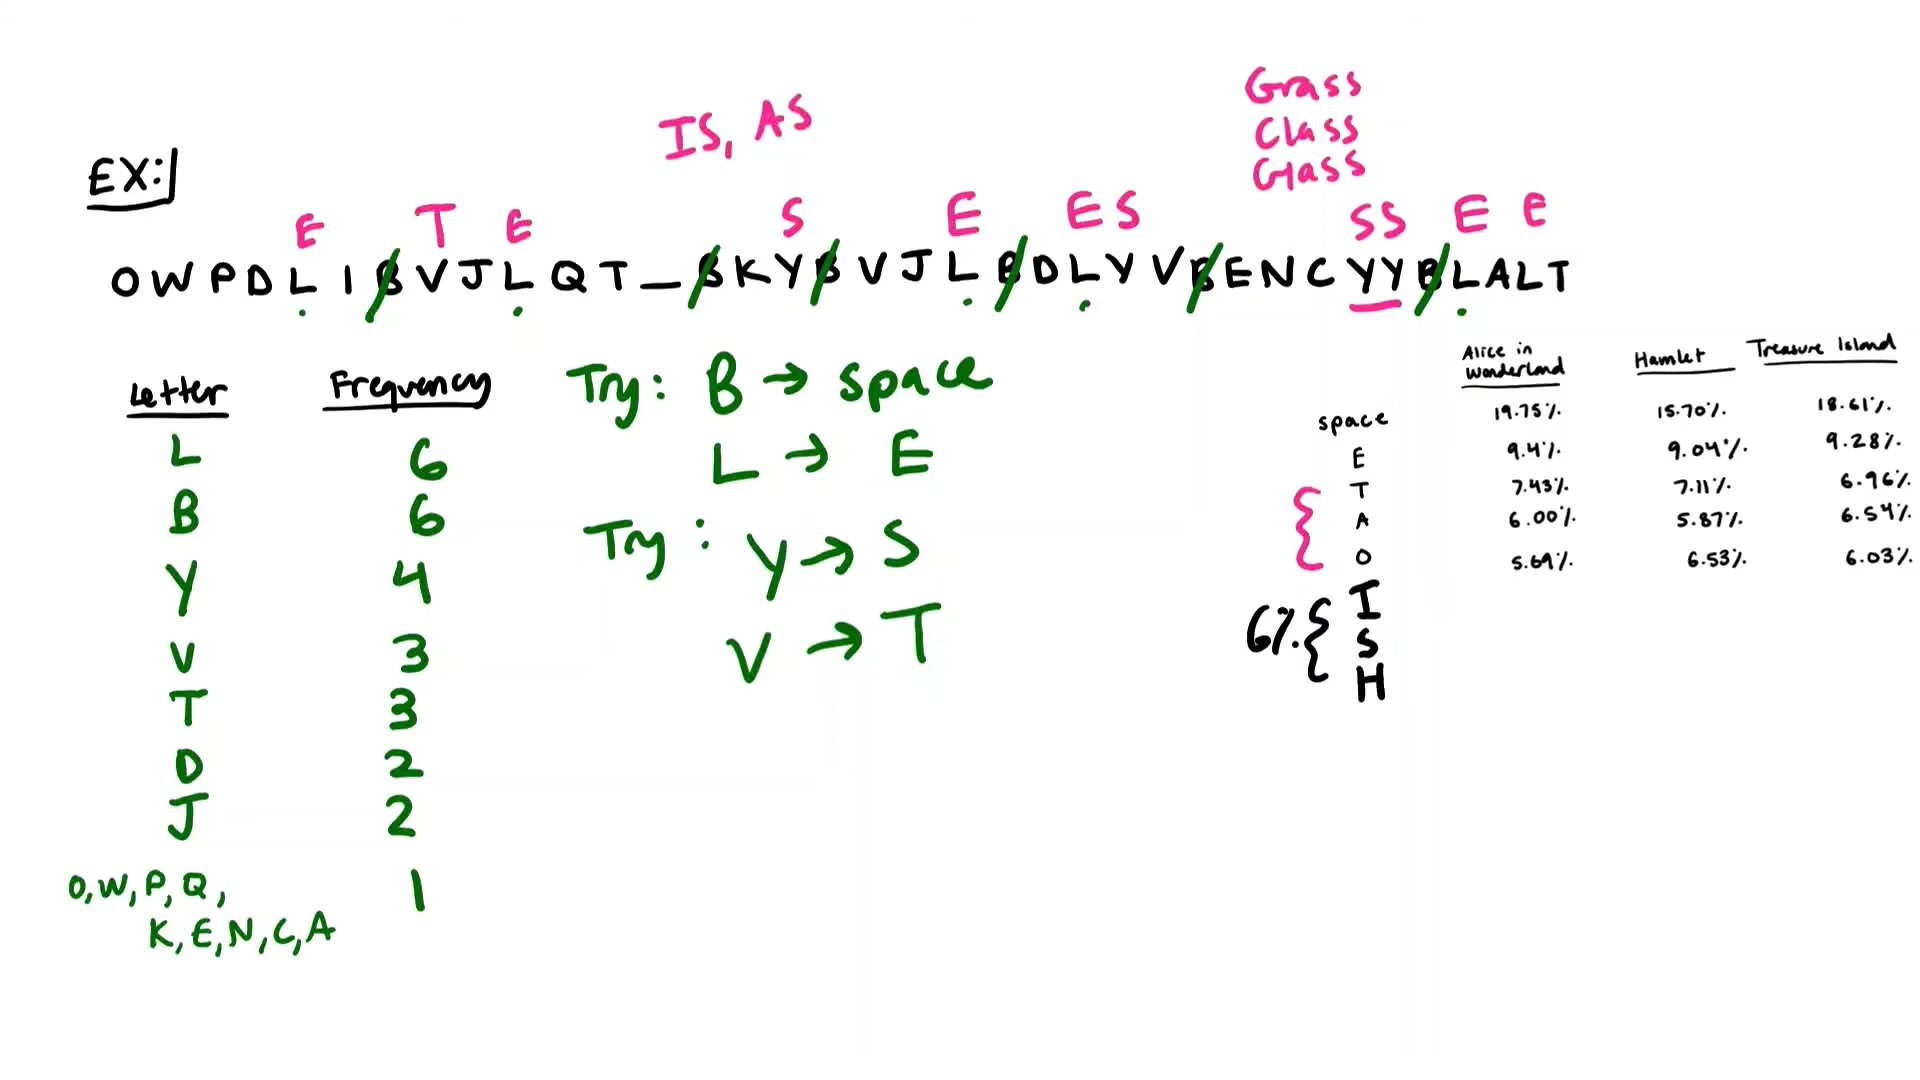 Grass
IS, AS
Class
EX:
Glass
E T E S E E S S S E E
O W P D L I B V J L Q T _ B K Y B V J L B D L Y V B E N C Y Y B L A L T
Letter Frequency
L 6
B 6
Y 4
V 3
T 3
D 2
J 2
O, W, P, Q, 1
K, E, N, C, A
Try: B → space
L → E
Try: Y → S
V → T
Alice in Wonderland Hamlet Treasure Island
space 19.75% 15.70% 18.61%
E 9.4% 9.04% 9.28%
T 7.43% 7.11% 6.96%
A 6.00% 5.87% 6.54%
O 5.69% 6.53% 6.03%
I
6% { S
H